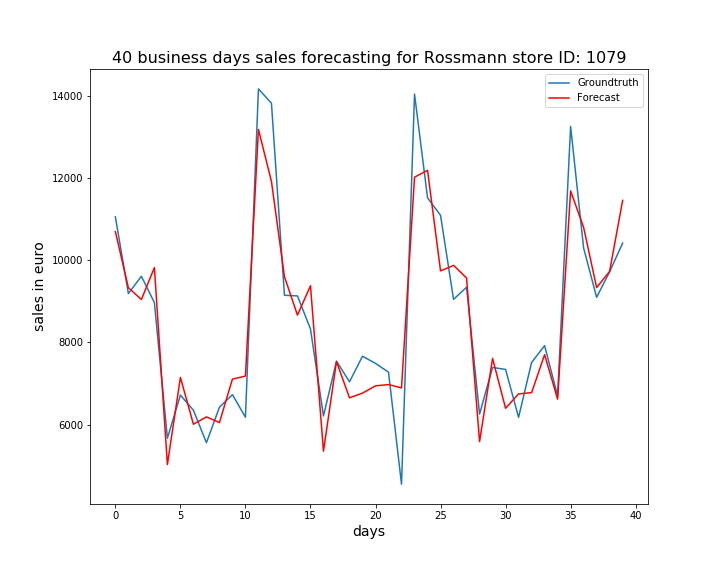 40 business days sales forecasting for Rossmann store ID: 1079
Groundtruth
Forecast
14000
12000
10000
8000
6000
sales in euro
0 5 10 15 20 25 30 35 40
days